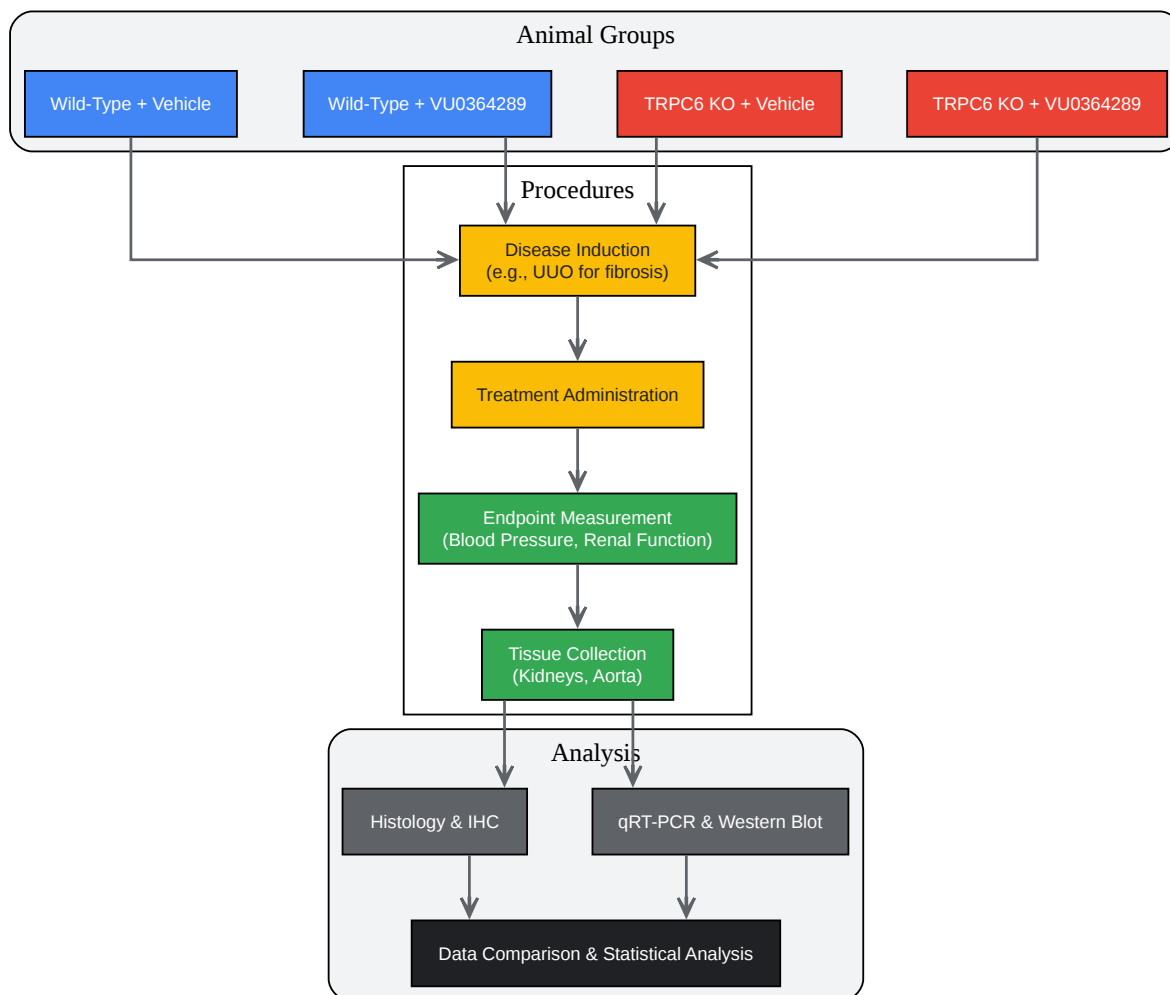 Animal Groups
Wild-Type + Vehicle
Wild-Type + VU0364289
TRPC6 KO + Vehicle
TRPC6 KO + VU0364289
Procedures
Disease Induction
(e.g., UUO for fibrosis)
Treatment Administration
Endpoint Measurement
(Blood Pressure, Renal Function)
Tissue Collection
(Kidneys, Aorta)
Analysis
Histology & IHC
qRT-PCR & Western Blot
Data Comparison & Statistical Analysis